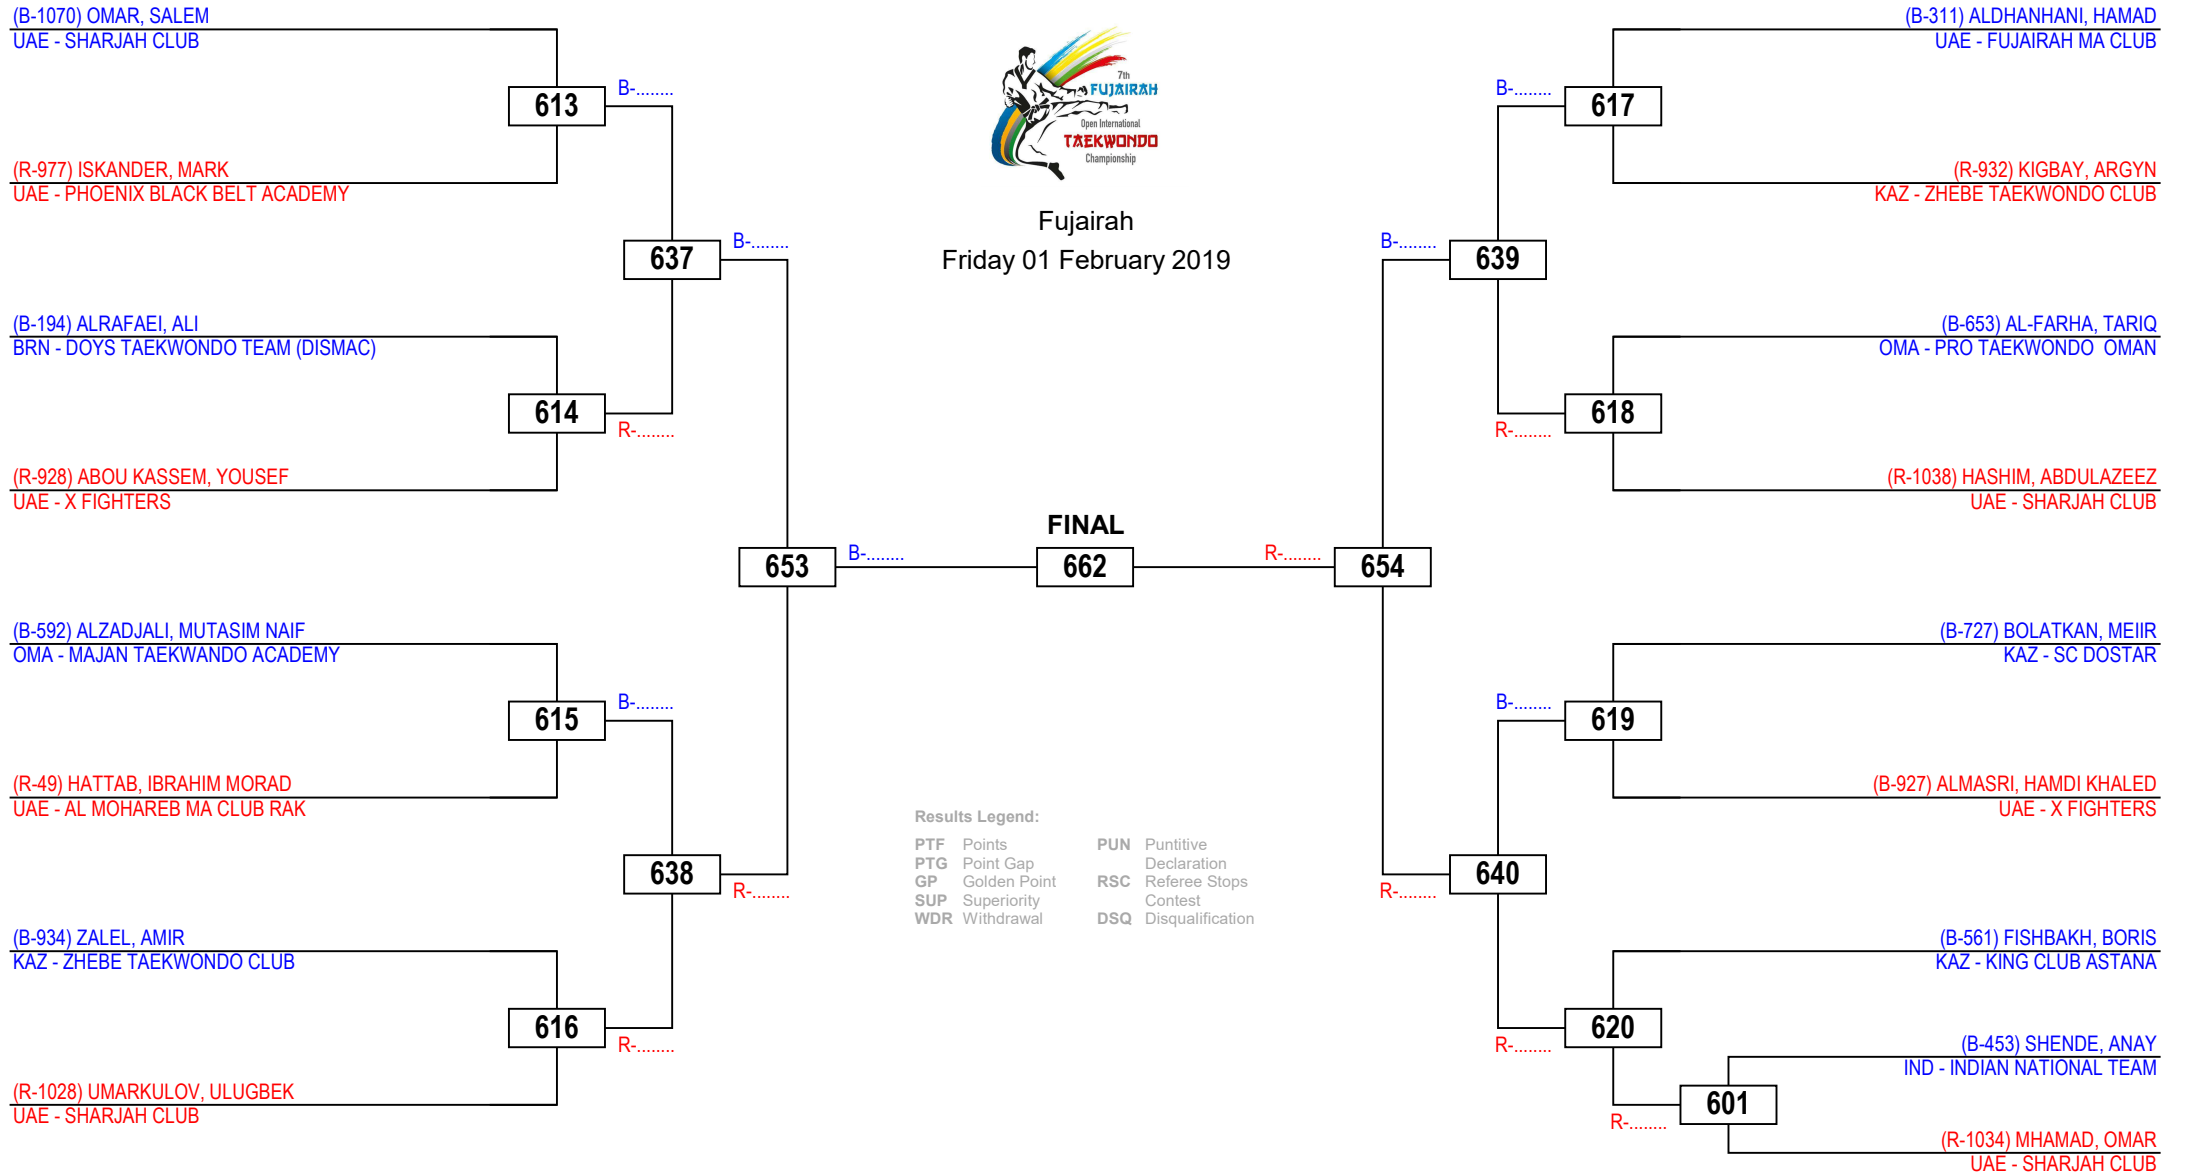 (B-1070) OMAR, SALEM
UAE - SHARJAH CLUB
613
B-........
(R-977) ISKANDER, MARK
UAE - PHOENIX BLACK BELT ACADEMY
637
B-........
(B-194) ALRAFAEI, ALI
BRN - DOYS TAEKWONDO TEAM (DISMAC)
614
R-........
(R-928) ABOU KASSEM, YOUSEF
UAE - X FIGHTERS
653
B-........
(B-592) ALZADJALI, MUTASIM NAIF
OMA - MAJAN TAEKWANDO ACADEMY
615
B-........
(R-49) HATTAB, IBRAHIM MORAD
UAE - AL MOHAREB MA CLUB RAK
638
R-........
(B-934) ZALEL, AMIR
KAZ - ZHEBE TAEKWONDO CLUB
616
R-........
(R-1028) UMARKULOV, ULUGBEK
UAE - SHARJAH CLUB
7th
FUJAIRAH
Open International
TAEKWONDO
Championship
Fujairah
Friday 01 February 2019
FINAL
662
Results Legend:
PTF Points
PTG Point Gap
GP Golden Point
SUP Superiority
WDR Withdrawal
PUN Puntitive
Declaration
RSC Referee Stops
Contest
DSQ Disqualification
(B-311) ALDHANHANI, HAMAD
UAE - FUJAIRAH MA CLUB
B-........
617
(R-932) KIGBAY, ARGYN
KAZ - ZHEBE TAEKWONDO CLUB
B-........
639
(B-653) AL-FARHA, TARIQ
OMA - PRO TAEKWONDO  OMAN
618
R-........
(R-1038) HASHIM, ABDULAZEEZ
UAE - SHARJAH CLUB
R-........
654
(B-727) BOLATKAN, MEIIR
KAZ - SC DOSTAR
B-........
619
(B-927) ALMASRI, HAMDI KHALED
UAE - X FIGHTERS
640
R-........
(B-561) FISHBAKH, BORIS
KAZ - KING CLUB ASTANA
620
R-........
(B-453) SHENDE, ANAY
IND - INDIAN NATIONAL TEAM
601
R-........
(R-1034) MHAMAD, OMAR
UAE - SHARJAH CLUB